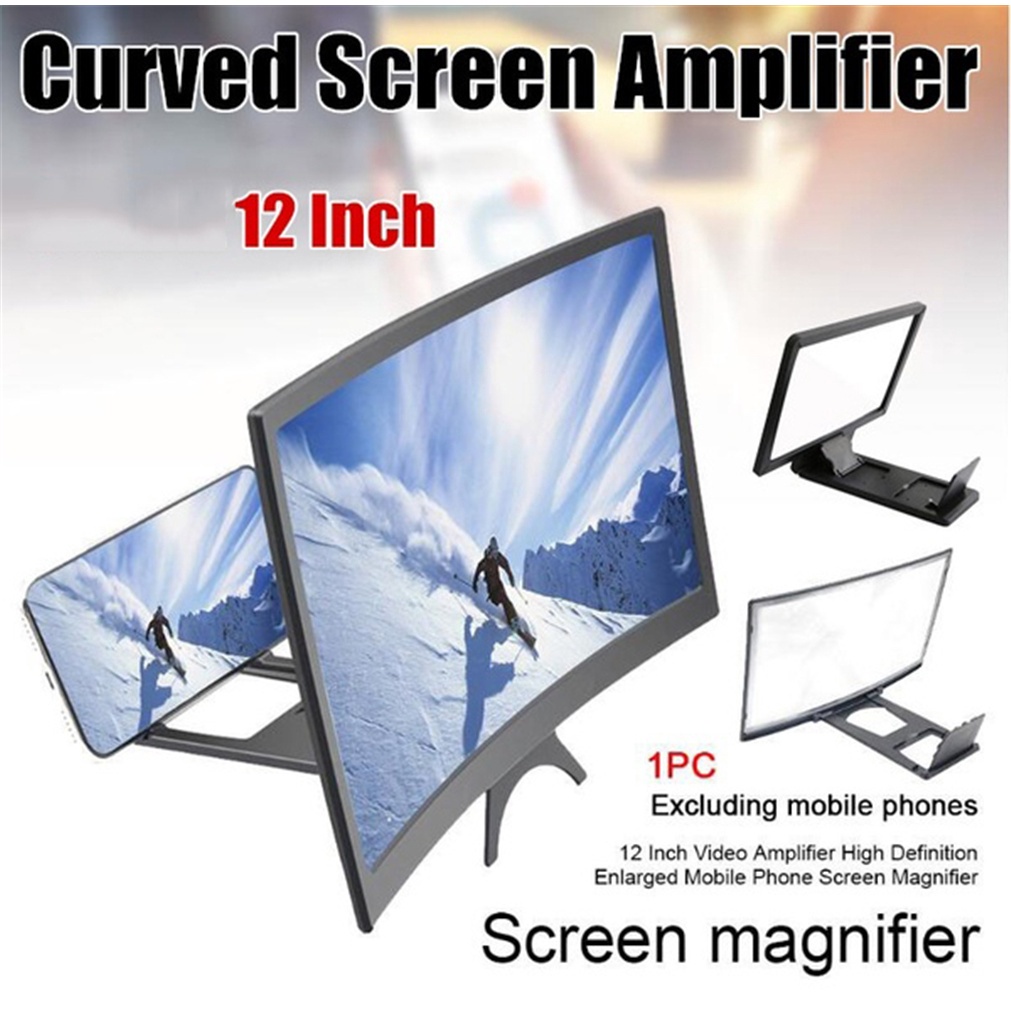 Curved Screen Amplifier
12 Inch
1PC
Excluding mobile phones
12 Inch Video Amplifier High Definition
Enlarged Mobile Phone Screen Magnifier
Screen magnifier